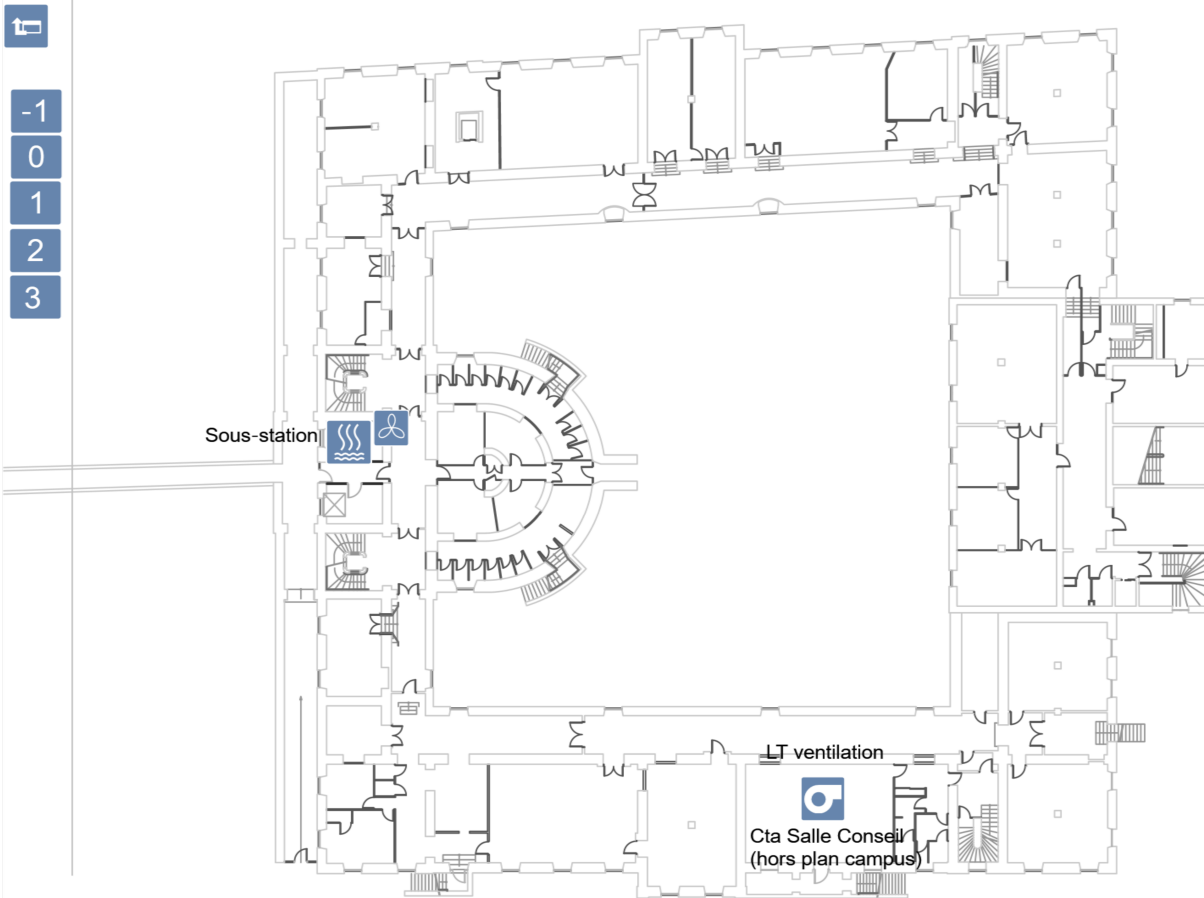 -1
0
1
2
3
Sous-station
LT ventilation
Cta Salle Conseil
(hors plan campus)